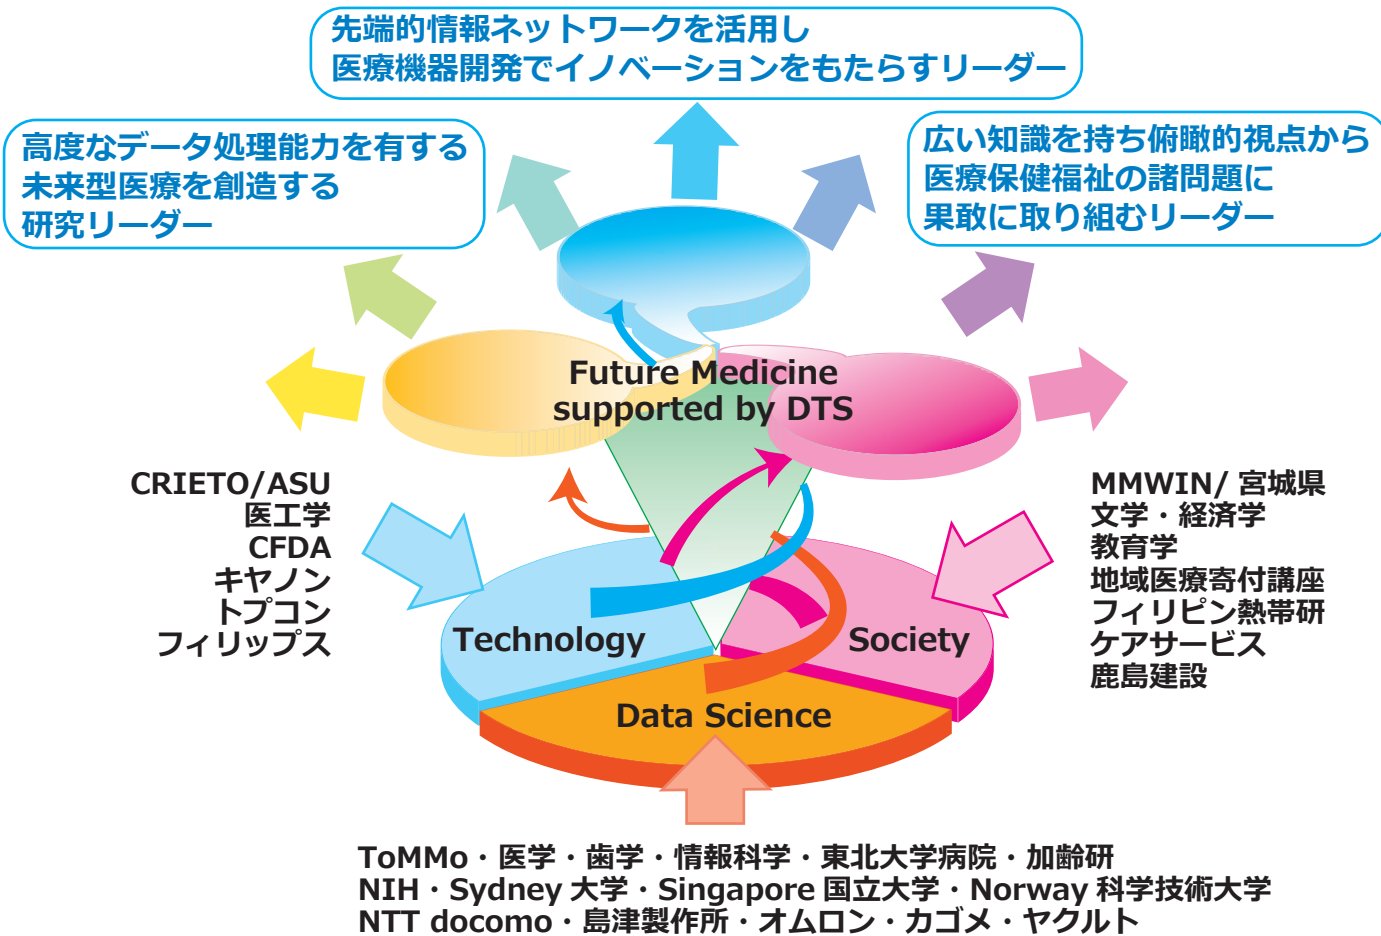 先端的情報ネットワークを活用し
医療機器開発でイノベーションをもたらすリーダー
高度なデータ処理能力を有する
未来型医療を創造する
研究リーダー
広い知識を持ち俯瞰的視点から
医療保健福祉の諸問題に
果敢に取り組むリーダー
Future Medicine
supported by DTS
CRIETO/ASU
医工学
CFDA
キヤノン
トプコン
フィリップス
MMWIN/ 宮城県
文学・経済学
教育学
地域医療寄付講座
フィリピン熱帯研
ケアサービス
鹿島建設
Technology
Society
Data Science
ToMMo・医学・歯学・情報科学・東北大学病院・加齢研
NIH・Sydney 大学・Singapore 国立大学・Norway 科学技術大学
NTT docomo・島津製作所・オムロン・カゴメ・ヤクルト